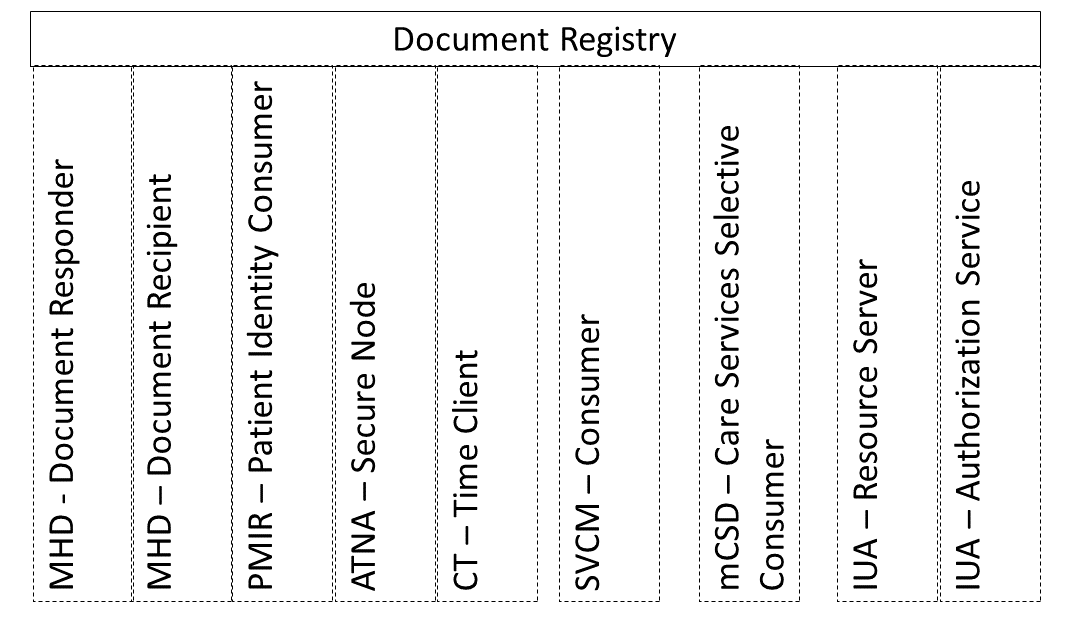 Document Registry
MHD - Document Responder
MHD – Document Recipient
PMIR – Patient Identity Consumer
ATNA – Secure Node
CT – Time Client
SVCM – Consumer
mCSD – Care Services Selective
Consumer
IUA – Resource Server
IUA – Authorization Service